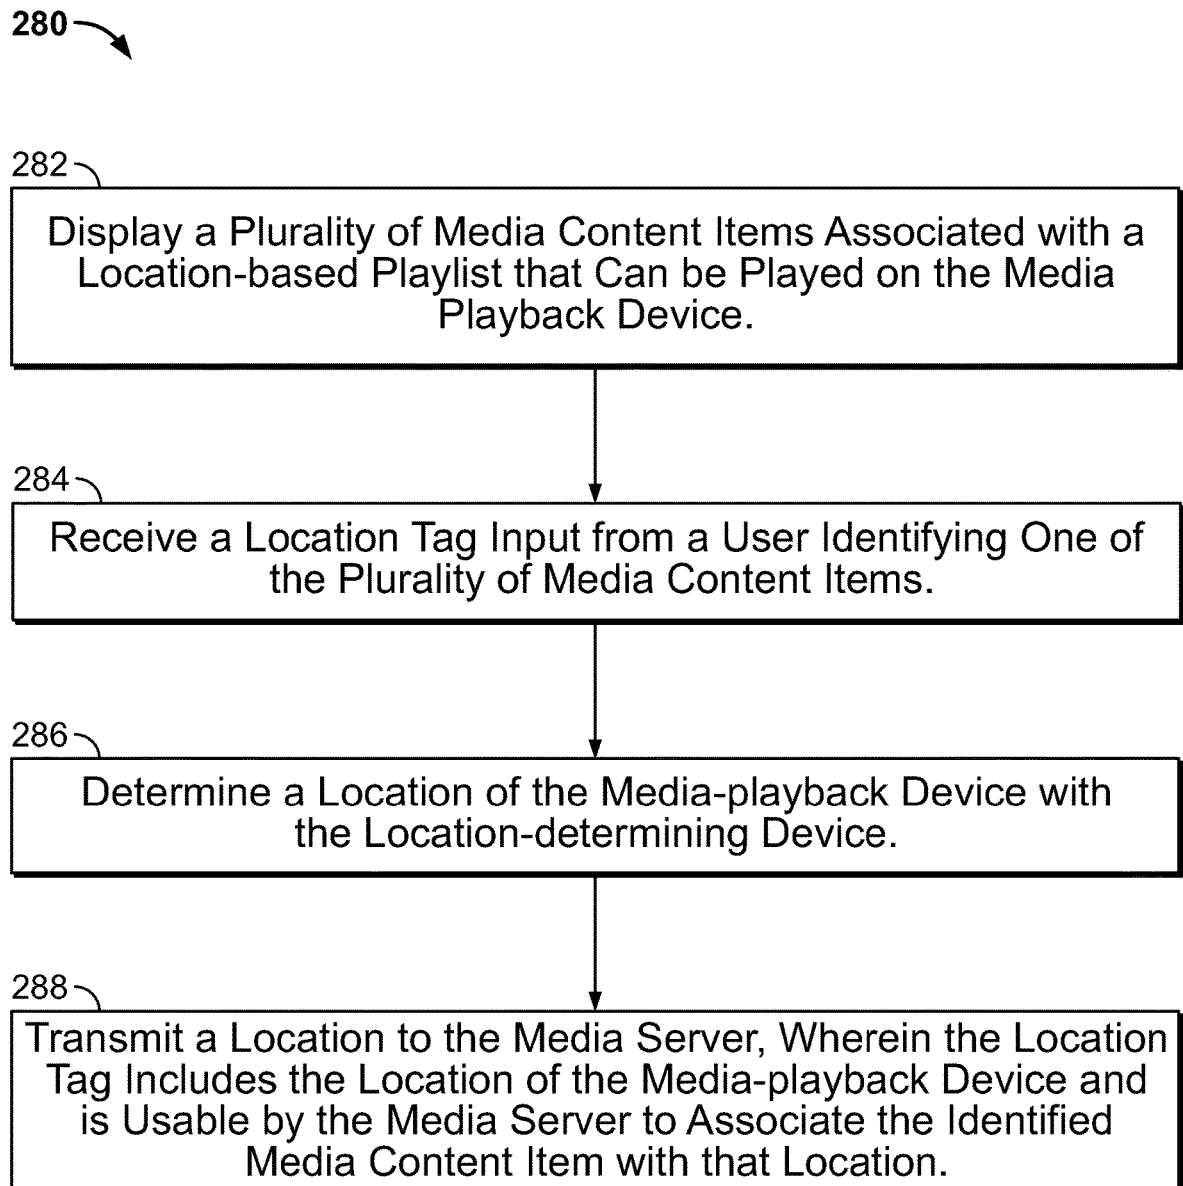 280
282
Display a Plurality of Media Content Items Associated with a
Location-based Playlist that Can be Played on the Media
Playback Device.
284
Receive a Location Tag Input from a User Identifying One of
the Plurality of Media Content Items.
286
Determine a Location of the Media-playback Device with
the Location-determining Device.
288
Transmit a Location to the Media Server, Wherein the Location
Tag Includes the Location of the Media-playback Device and
is Usable by the Media Server to Associate the Identified
Media Content Item with that Location.